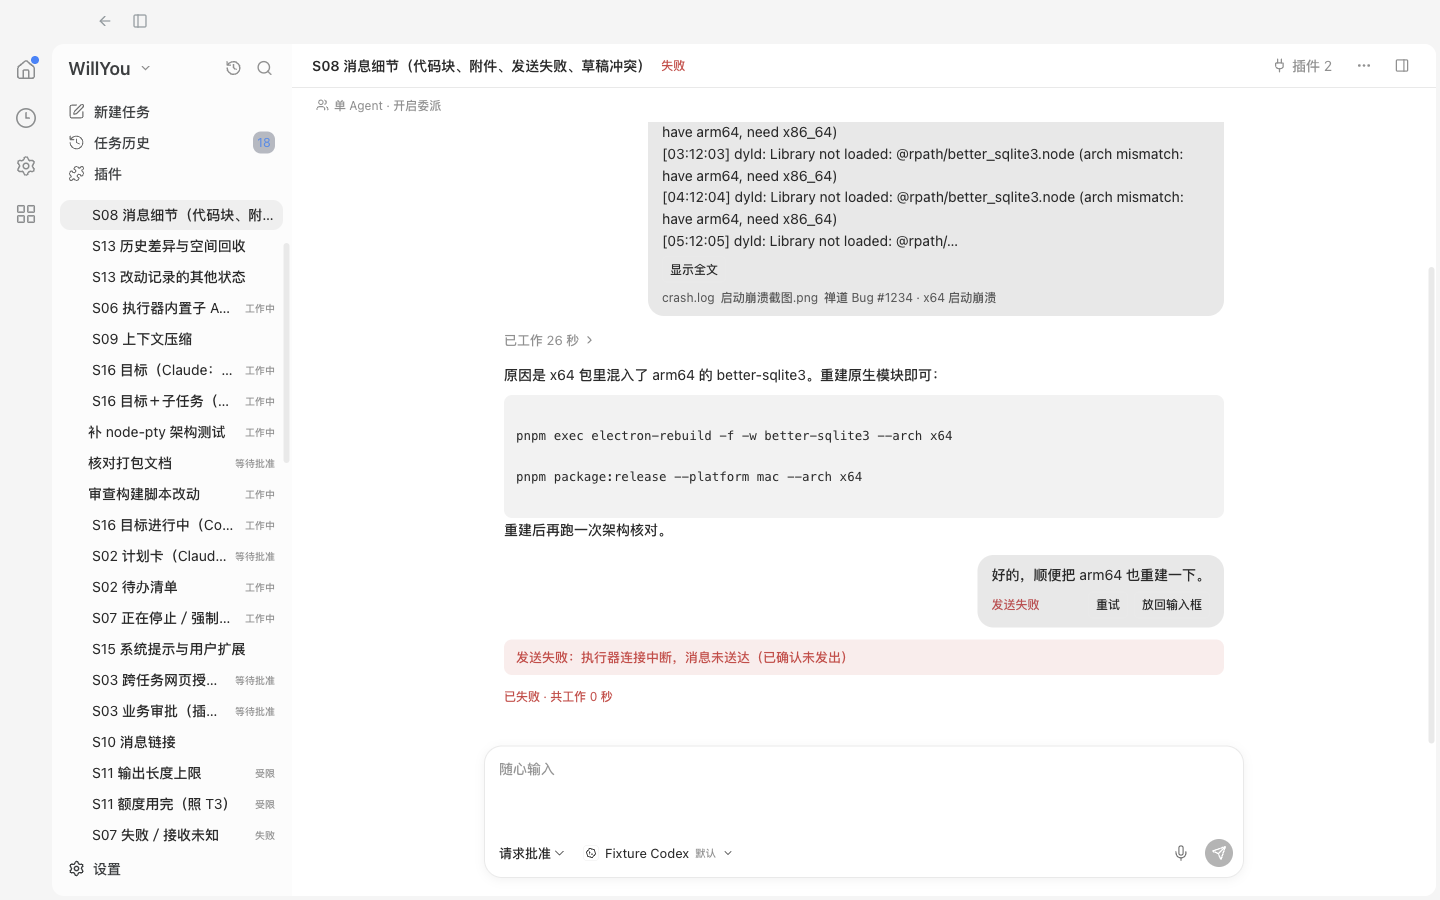 WillYou
新建任务
任务历史
18
插件
S08 消息细节（代码块、附...
S13 历史差异与空间回收
S13 改动记录的其他状态
S06 执行器内置子 A... 工作中
S09 上下文压缩
S16 目标（Claude：... 工作中
S16 目标＋子任务（... 工作中
补 node-pty 架构测试 工作中
核对打包文档 等待批准
审查构建脚本改动 工作中
S16 目标进行中（Co... 工作中
S02 计划卡（Claud... 等待批准
S02 待办清单 工作中
S07 正在停止 / 强制... 工作中
S15 系统提示与用户扩展
S03 跨任务网页授... 等待批准
S03 业务审批（插... 等待批准
S10 消息链接
S11 输出长度上限 受限
S11 额度用完（照 T3） 受限
S07 失败 / 接收未知 失败
设置
S08 消息细节（代码块、附件、发送失败、草稿冲突） 失败
插件 2
单 Agent · 开启委派
have arm64, need x86_64)
[03:12:03] dyld: Library not loaded: @rpath/better_sqlite3.node (arch mismatch:
have arm64, need x86_64)
[04:12:04] dyld: Library not loaded: @rpath/better_sqlite3.node (arch mismatch:
have arm64, need x86_64)
[05:12:05] dyld: Library not loaded: @rpath/...
显示全文
crash.log 启动崩溃截图.png 禅道 Bug #1234 · x64 启动崩溃
已工作 26 秒
原因是 x64 包里混入了 arm64 的 better-sqlite3。重建原生模块即可：
pnpm exec electron-rebuild -f -w better-sqlite3 --arch x64
pnpm package:release --platform mac --arch x64
重建后再跑一次架构核对。
好的，顺便把 arm64 也重建一下。
发送失败 重试 放回输入框
发送失败：执行器连接中断，消息未送达（已确认未发出）
已失败 · 共工作 0 秒
随心输入
请求批准
Fixture Codex 默认